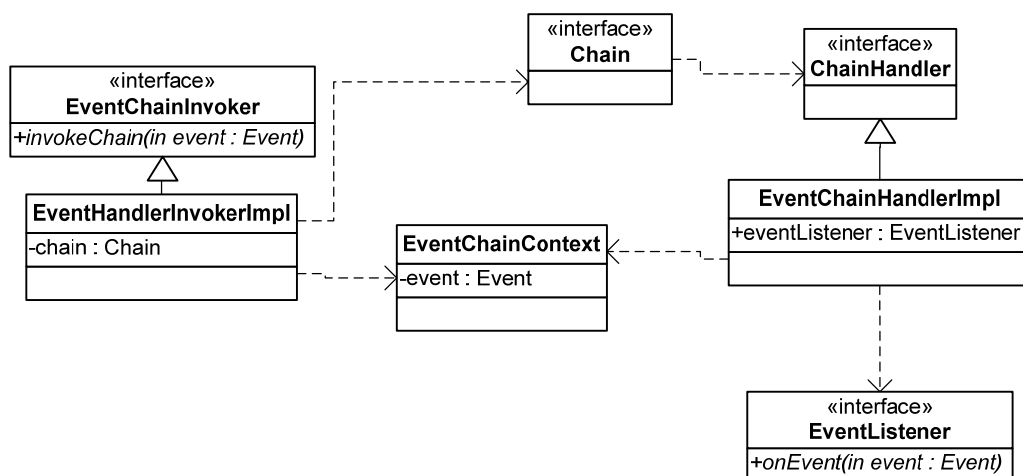 «interface»
Chain
«interface»
ChainHandler
«interface»
EventChainInvoker
+invokeChain(in event : Event)
EventHandlerInvokerImpl
-chain : Chain
EventChainContext
-event : Event
EventChainHandlerImpl
+eventListener : EventListener
«interface»
EventListener
+onEvent(in event : Event)